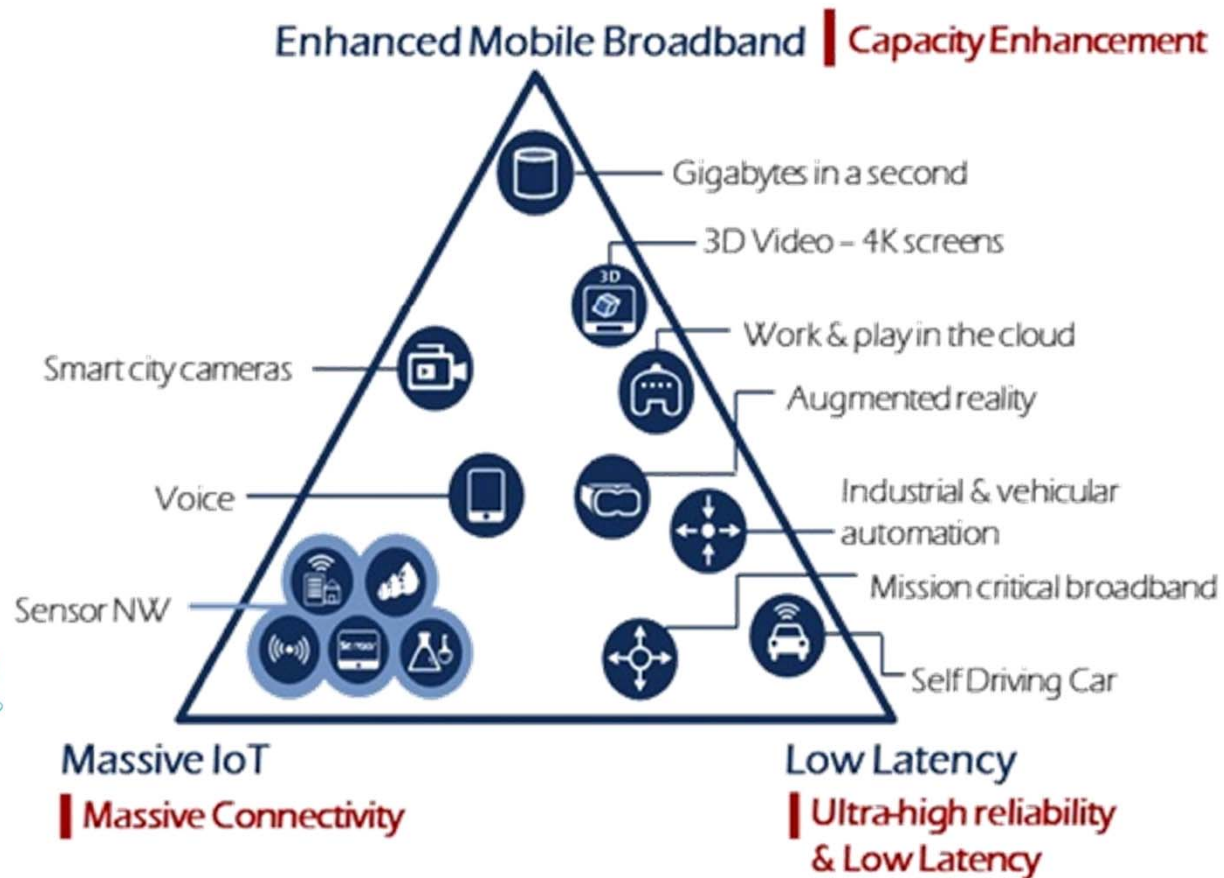 Enhanced Mobile Broadband
Capacity Enhancement
Gigabytes in a second
3D Video – 4K screens
3D
Work & play in the cloud
Smart city cameras
Augmented reality
Voice
Industrial & vehicular
automation
Mission critical broadband
Sensor NW
Sensor
Self Driving Car
Massive IoT
Massive Connectivity
Low Latency
Ultra-high reliability
& Low Latency